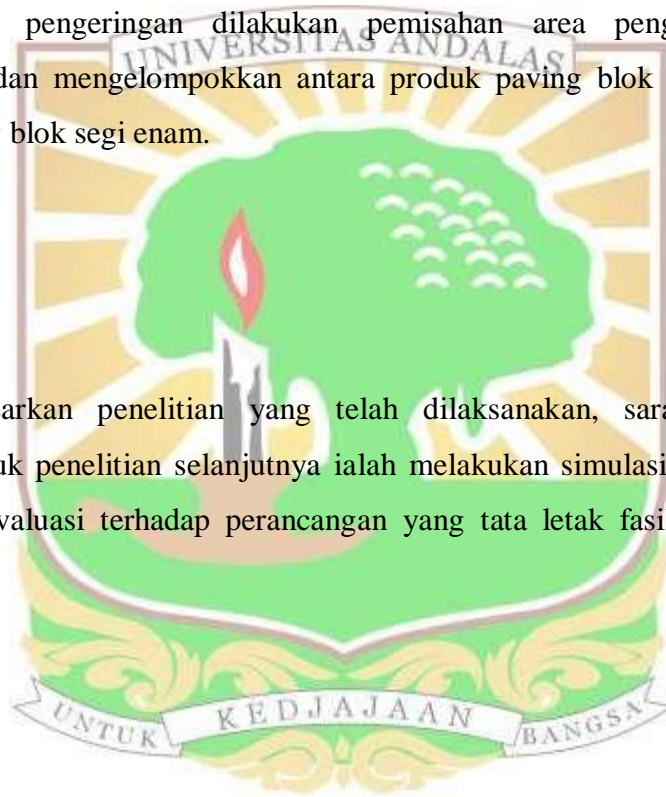 pengeringan dilakukan pemisahan area peng
UNIVERSITAS ANDALAS
dan mengelompokkan antara produk paving blok
blok segi enam.
arkan penelitian yang telah dilaksanakan, sara
uk penelitian selanjutnya ialah melakukan simulasi
valuasi terhadap perancangan yang tata letak fasi
UNTUK KEDJAJAAN BANGSA